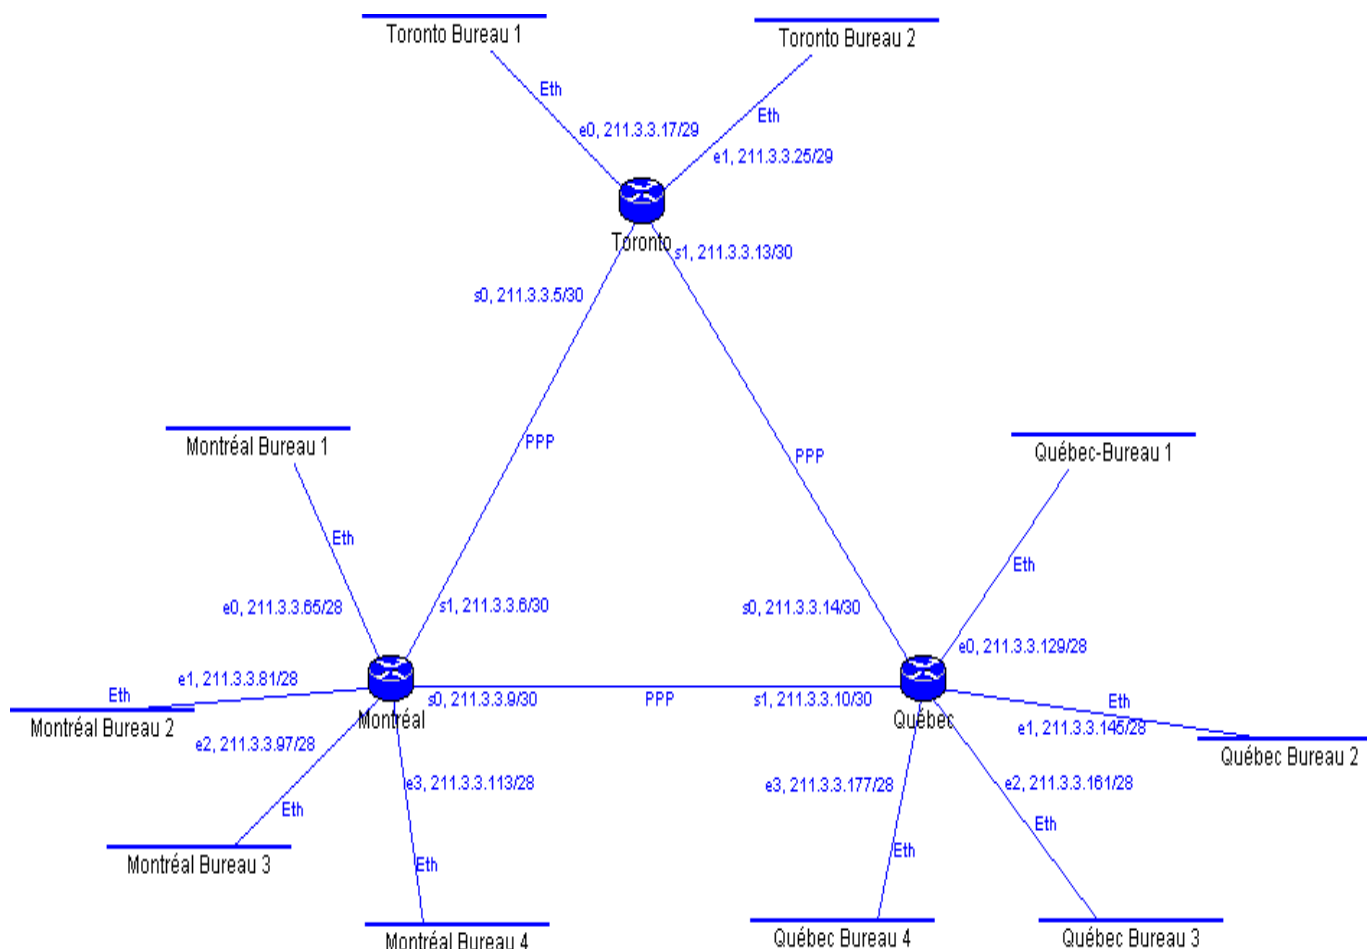 Toronto Bureau 1
Toronto Bureau 2
Eth
Eth
e0, 211.3.3.17/29
e1, 211.3.3.25/29
Toronto
s1, 211.3.3.13/30
s0, 211.3.3.5/30
Montréal Bureau 1
PPP
PPP
Québec-Bureau 1
Eth
Eth
e0, 211.3.3.65/28
s1, 211.3.3.6/30
s0, 211.3.3.14/30
e0, 211.3.3.129/28
e1, 211.3.3.81/28
Eth
Montréal Bureau 2
Montréal
s0, 211.3.3.9/30
PPP
s1, 211.3.3.10/30
Québec
Eth
e1, 211.3.3.145/28
Québec Bureau 2
e2, 211.3.3.97/28
e3, 211.3.3.113/28
e3, 211.3.3.177/28
e2, 211.3.3.161/28
Eth
Eth
Montréal Bureau 3
Eth
Eth
Montréal Bureau 4
Québec Bureau 4
Québec Bureau 3